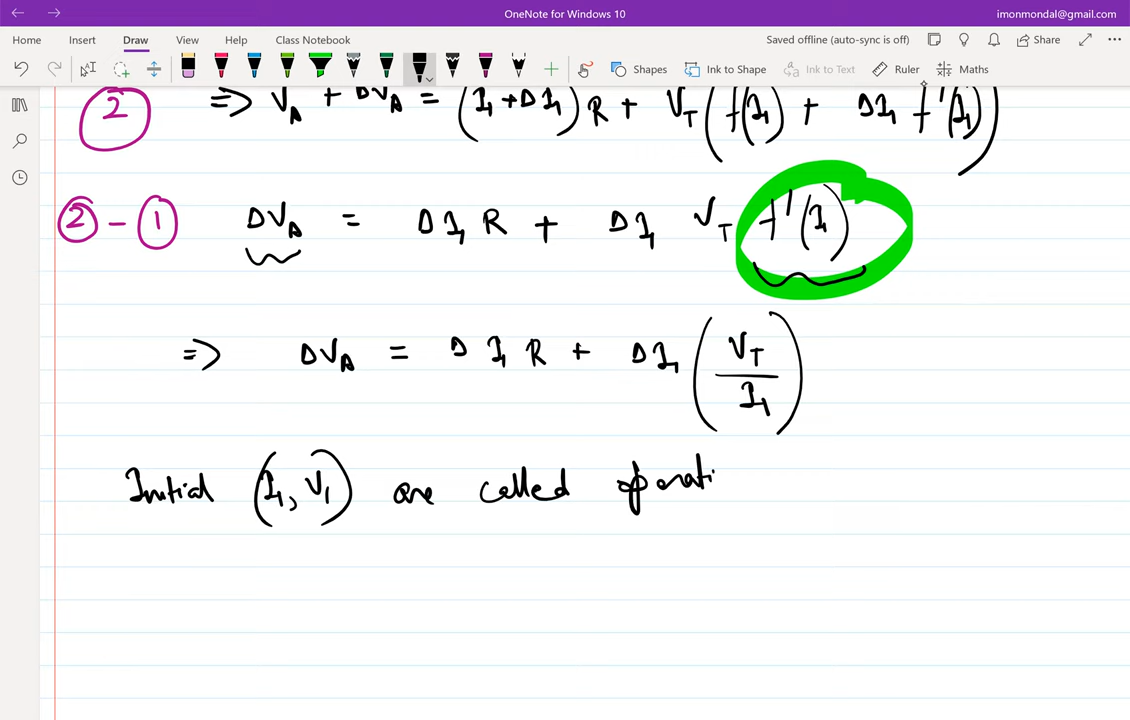 OneNote for Windows 10
imonmondal@gmail.com
Home Insert Draw View Help Class Notebook
Saved offline (auto-sync is off) Share
Shapes Ink to Shape Ink to Text Ruler Maths
② => V_A + ΔV_A = (I_1 + ΔI_1) R + V_T (f(I_1) + ΔI_1 f'(I_1))
② - ① ΔV_A = ΔI_1 R + ΔI_1 V_T f'(I_1)
=> ΔV_A = ΔI_1 R + ΔI_1 (V_T / I_1)
Initial (I_1, V_1) are called operati